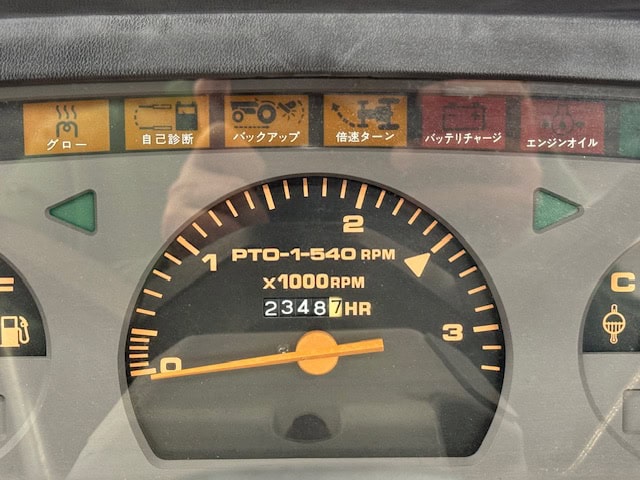 グロー
自己診断
バックアップ
倍速ターン
バッテリチャージ
エンジンオイル
F
C
0
1
2
3
PTO-1-540 RPM
X1000RPM
23487HR